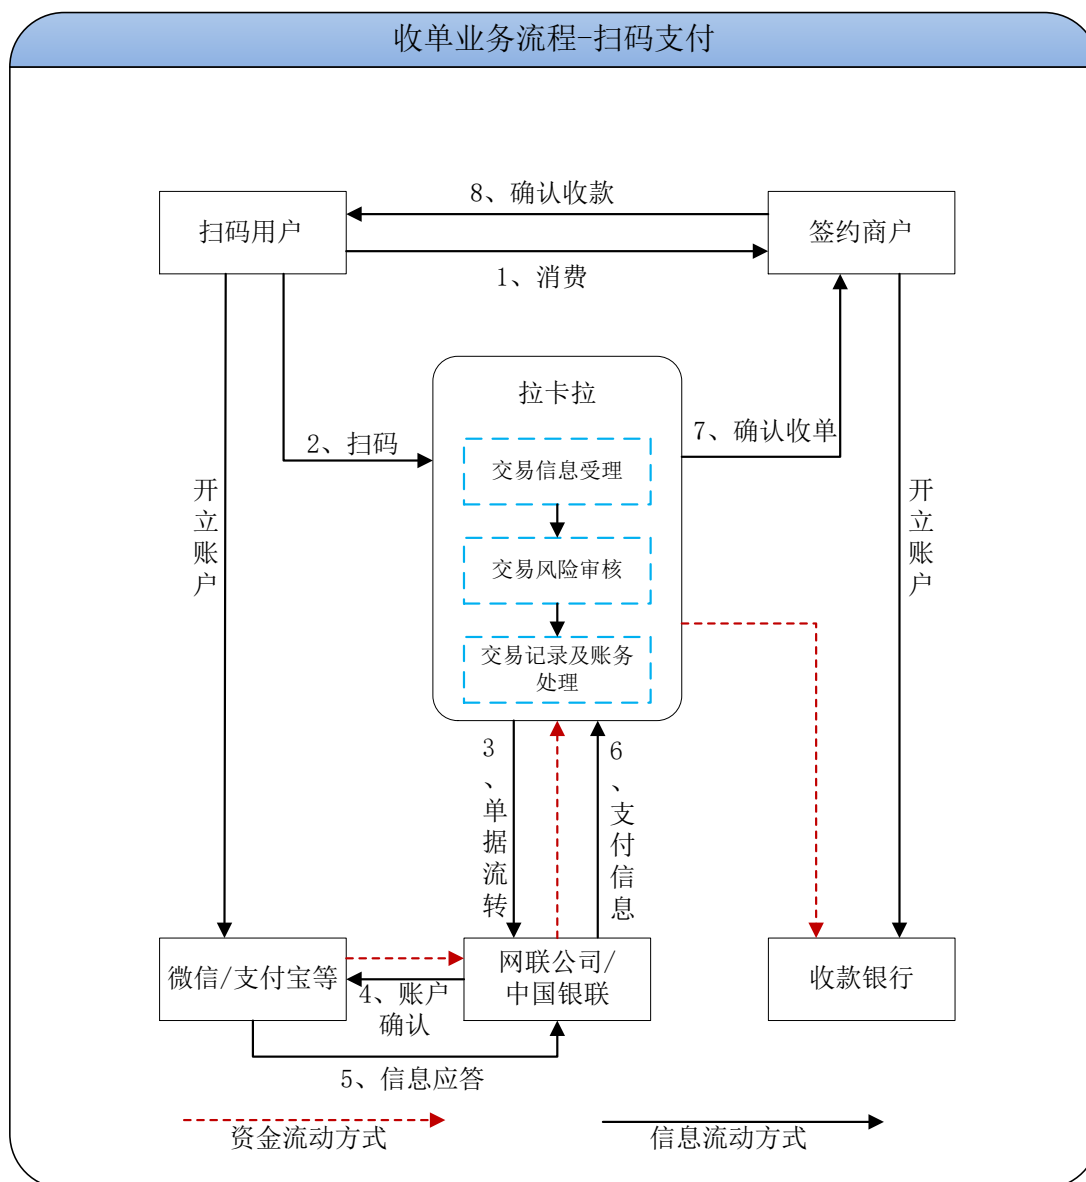 收单业务流程-扫码支付
8、确认收款
扫码用户
签约商户
1、消费
拉卡拉
2、扫码
7、确认收单
交易信息受理
开立账户
开立账户
交易风险审核
交易记录及账务
处理
3、单据流转
6、支付信息
微信/支付宝等
网联公司/
中国银联
收款银行
4、账户
确认
5、信息应答
资金流动方式
信息流动方式